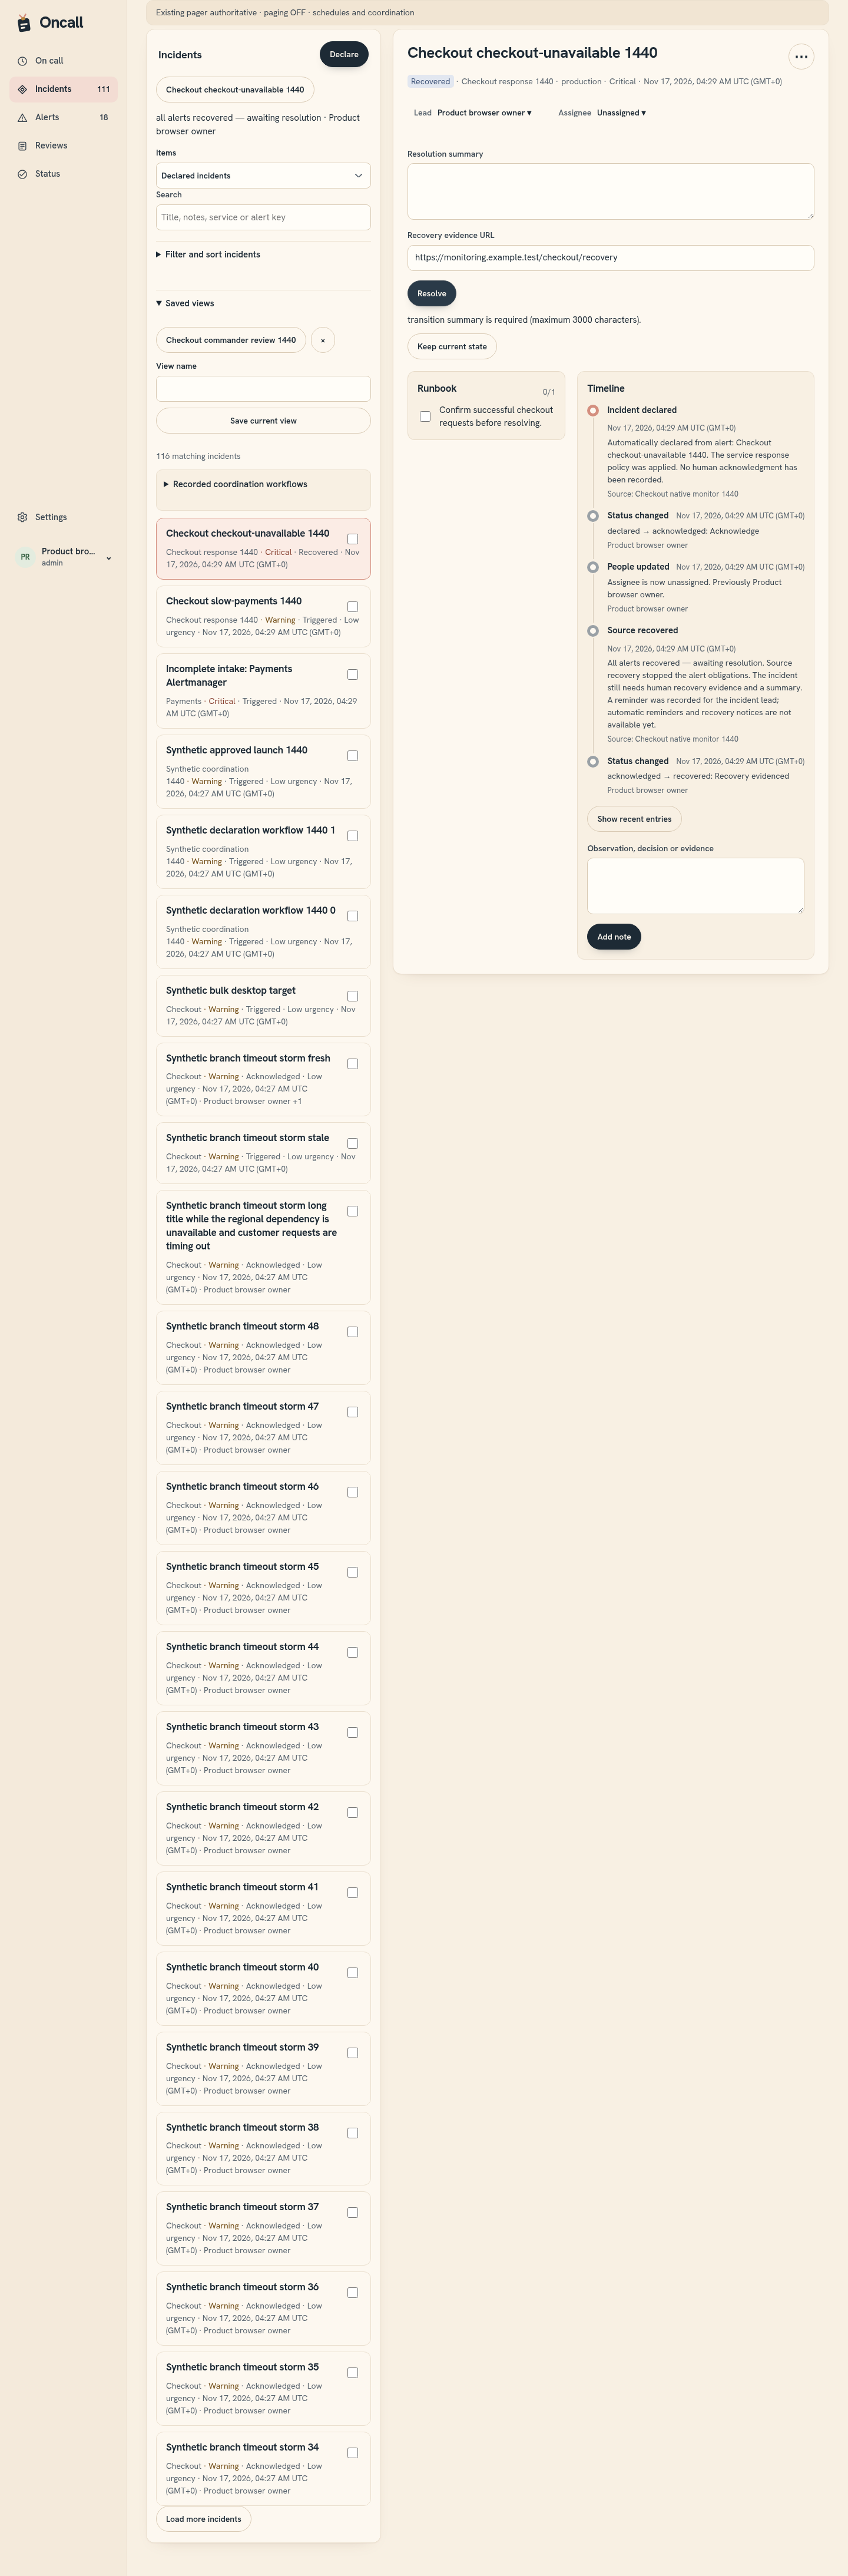 Oncall
On call
Incidents 111
Alerts 18
Reviews
Status
Settings
PR
Product bro...
admin
Existing pager authoritative · paging OFF · schedules and coordination
Incidents
Declare
Checkout checkout-unavailable 1440
all alerts recovered — awaiting resolution · Product
browser owner
Items
Declared incidents
Search
Title, notes, service or alert key
Filter and sort incidents
Saved views
Checkout commander review 1440
×
View name
Save current view
116 matching incidents
Recorded coordination workflows
Checkout checkout-unavailable 1440
Checkout response 1440 · Critical · Recovered · Nov
17, 2026, 04:29 AM UTC (GMT+0)
Checkout slow-payments 1440
Checkout response 1440 · Warning · Triggered · Low
urgency · Nov 17, 2026, 04:29 AM UTC (GMT+0)
Incomplete intake: Payments
Alertmanager
Payments · Critical · Triggered · Nov 17, 2026, 04:29
AM UTC (GMT+0)
Synthetic approved launch 1440
Synthetic coordination
1440 · Warning · Triggered · Low urgency · Nov 17,
2026, 04:27 AM UTC (GMT+0)
Synthetic declaration workflow 1440 1
Synthetic coordination
1440 · Warning · Triggered · Low urgency · Nov 17,
2026, 04:27 AM UTC (GMT+0)
Synthetic declaration workflow 1440 0
Synthetic coordination
1440 · Warning · Triggered · Low urgency · Nov 17,
2026, 04:27 AM UTC (GMT+0)
Synthetic bulk desktop target
Checkout · Warning · Triggered · Low urgency · Nov
17, 2026, 04:27 AM UTC (GMT+0)
Synthetic branch timeout storm fresh
Checkout · Warning · Acknowledged · Low
urgency · Nov 17, 2026, 04:27 AM UTC
(GMT+0) · Product browser owner +1
Synthetic branch timeout storm stale
Checkout · Warning · Triggered · Low urgency · Nov
17, 2026, 04:27 AM UTC (GMT+0)
Synthetic branch timeout storm long
title while the regional dependency is
unavailable and customer requests are
timing out
Checkout · Warning · Acknowledged · Low
urgency · Nov 17, 2026, 04:27 AM UTC
(GMT+0) · Product browser owner
Synthetic branch timeout storm 48
Checkout · Warning · Acknowledged · Low
urgency · Nov 17, 2026, 04:27 AM UTC
(GMT+0) · Product browser owner
Synthetic branch timeout storm 47
Checkout · Warning · Acknowledged · Low
urgency · Nov 17, 2026, 04:27 AM UTC
(GMT+0) · Product browser owner
Synthetic branch timeout storm 46
Checkout · Warning · Acknowledged · Low
urgency · Nov 17, 2026, 04:27 AM UTC
(GMT+0) · Product browser owner
Synthetic branch timeout storm 45
Checkout · Warning · Acknowledged · Low
urgency · Nov 17, 2026, 04:27 AM UTC
(GMT+0) · Product browser owner
Synthetic branch timeout storm 44
Checkout · Warning · Acknowledged · Low
urgency · Nov 17, 2026, 04:27 AM UTC
(GMT+0) · Product browser owner
Synthetic branch timeout storm 43
Checkout · Warning · Acknowledged · Low
urgency · Nov 17, 2026, 04:27 AM UTC
(GMT+0) · Product browser owner
Synthetic branch timeout storm 42
Checkout · Warning · Acknowledged · Low
urgency · Nov 17, 2026, 04:27 AM UTC
(GMT+0) · Product browser owner
Synthetic branch timeout storm 41
Checkout · Warning · Acknowledged · Low
urgency · Nov 17, 2026, 04:27 AM UTC
(GMT+0) · Product browser owner
Synthetic branch timeout storm 40
Checkout · Warning · Acknowledged · Low
urgency · Nov 17, 2026, 04:27 AM UTC
(GMT+0) · Product browser owner
Synthetic branch timeout storm 39
Checkout · Warning · Acknowledged · Low
urgency · Nov 17, 2026, 04:27 AM UTC
(GMT+0) · Product browser owner
Synthetic branch timeout storm 38
Checkout · Warning · Acknowledged · Low
urgency · Nov 17, 2026, 04:27 AM UTC
(GMT+0) · Product browser owner
Synthetic branch timeout storm 37
Checkout · Warning · Acknowledged · Low
urgency · Nov 17, 2026, 04:27 AM UTC
(GMT+0) · Product browser owner
Synthetic branch timeout storm 36
Checkout · Warning · Acknowledged · Low
urgency · Nov 17, 2026, 04:27 AM UTC
(GMT+0) · Product browser owner
Synthetic branch timeout storm 35
Checkout · Warning · Acknowledged · Low
urgency · Nov 17, 2026, 04:27 AM UTC
(GMT+0) · Product browser owner
Synthetic branch timeout storm 34
Checkout · Warning · Acknowledged · Low
urgency · Nov 17, 2026, 04:27 AM UTC
(GMT+0) · Product browser owner
Load more incidents
Checkout checkout-unavailable 1440
Recovered · Checkout response 1440 · production · Critical · Nov 17, 2026, 04:29 AM UTC (GMT+0)
Lead Product browser owner ▾ Assignee Unassigned ▾
Resolution summary
Recovery evidence URL
https://monitoring.example.test/checkout/recovery
Resolve
transition summary is required (maximum 3000 characters).
Keep current state
Runbook 0/1
Confirm successful checkout
requests before resolving.
Timeline
Incident declared
Nov 17, 2026, 04:29 AM UTC (GMT+0)
Automatically declared from alert: Checkout
checkout-unavailable 1440. The service response
policy was applied. No human acknowledgment has
been recorded.
Source: Checkout native monitor 1440
Status changed Nov 17, 2026, 04:29 AM UTC (GMT+0)
declared → acknowledged: Acknowledge
Product browser owner
People updated Nov 17, 2026, 04:29 AM UTC (GMT+0)
Assignee is now unassigned. Previously Product
browser owner.
Product browser owner
Source recovered
Nov 17, 2026, 04:29 AM UTC (GMT+0)
All alerts recovered — awaiting resolution. Source
recovery stopped the alert obligations. The incident
still needs human recovery evidence and a summary.
A reminder was recorded for the incident lead;
automatic reminders and recovery notices are not
available yet.
Source: Checkout native monitor 1440
Status changed Nov 17, 2026, 04:29 AM UTC (GMT+0)
acknowledged → recovered: Recovery evidenced
Product browser owner
Show recent entries
Observation, decision or evidence
Add note